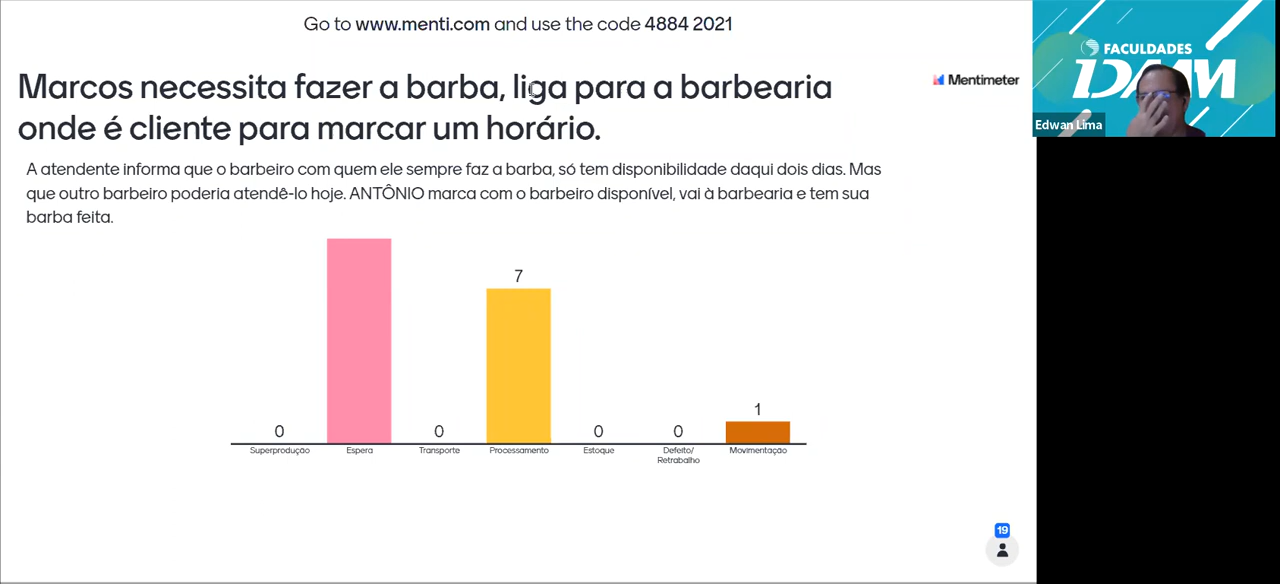 Go to www.menti.com and use the code 4884 2021
Marcos necessita fazer a barba, liga para a barbearia
onde é cliente para marcar um horário.
Mentimeter
A atendente informa que o barbeiro com quem ele sempre faz a barba, só tem disponibilidade daqui dois dias. Mas
que outro barbeiro poderia atendê-lo hoje. ANTÔNIO marca com o barbeiro disponível, vai à barbearia e tem sua
barba feita.
0
0
7
0
0
1
Superprodução
Espera
Transporte
Processamento
Estoque
Defeito/
Retrabalho
Movimentação
19
FACULDADES
Edwan Lima